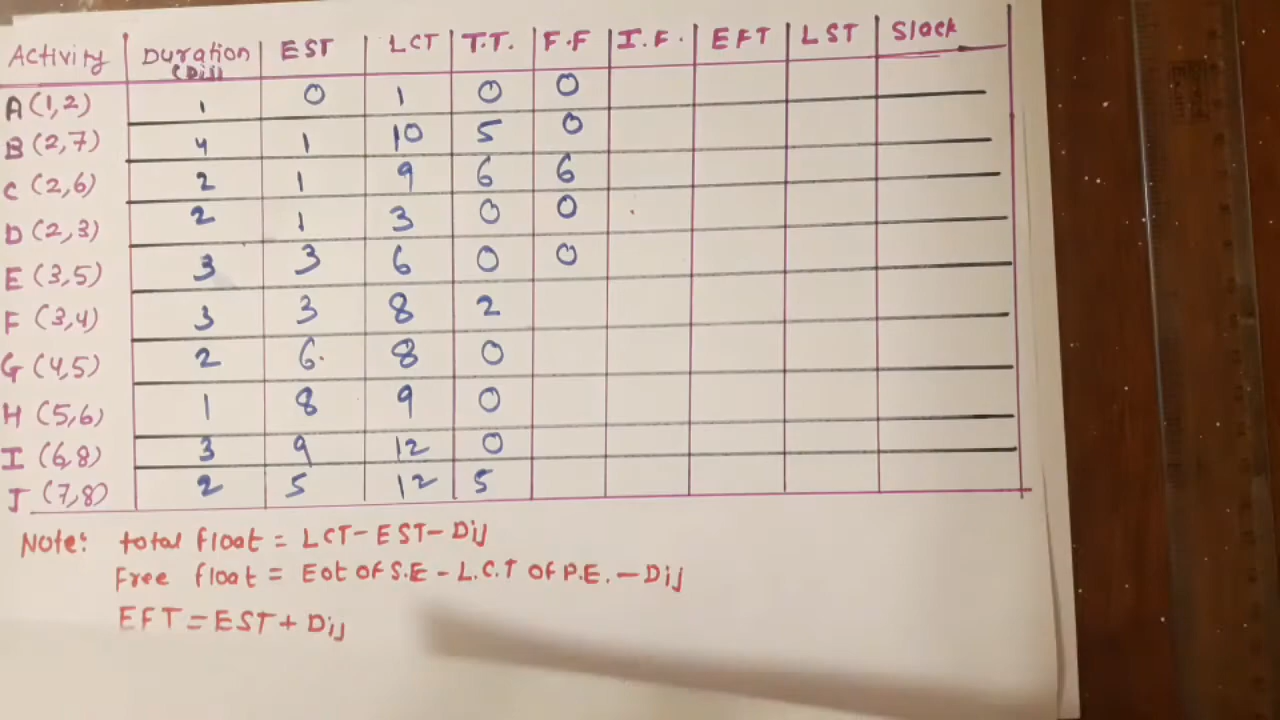 Activity Duration (Dij) EST LCT T.T. F.F I.F. EFT LST Slack
A (1,2) 1 0 1 0 0
B (2,7) 4 1 10 5 0
C (2,6) 2 1 9 6 6
D (2,3) 2 1 3 0 0
E (3,5) 3 3 6 0 0
F (3,4) 3 3 8 2
G (4,5) 2 6. 8 0
H (5,6) 1 8 9 0
I (6,8) 3 9 12 0
J (7,8) 2 5 12 5
Note: total float = LCT - EST - Dij
Free float = Eot of S.E - L.C.T of P.E. - Dij
EFT = EST + Dij